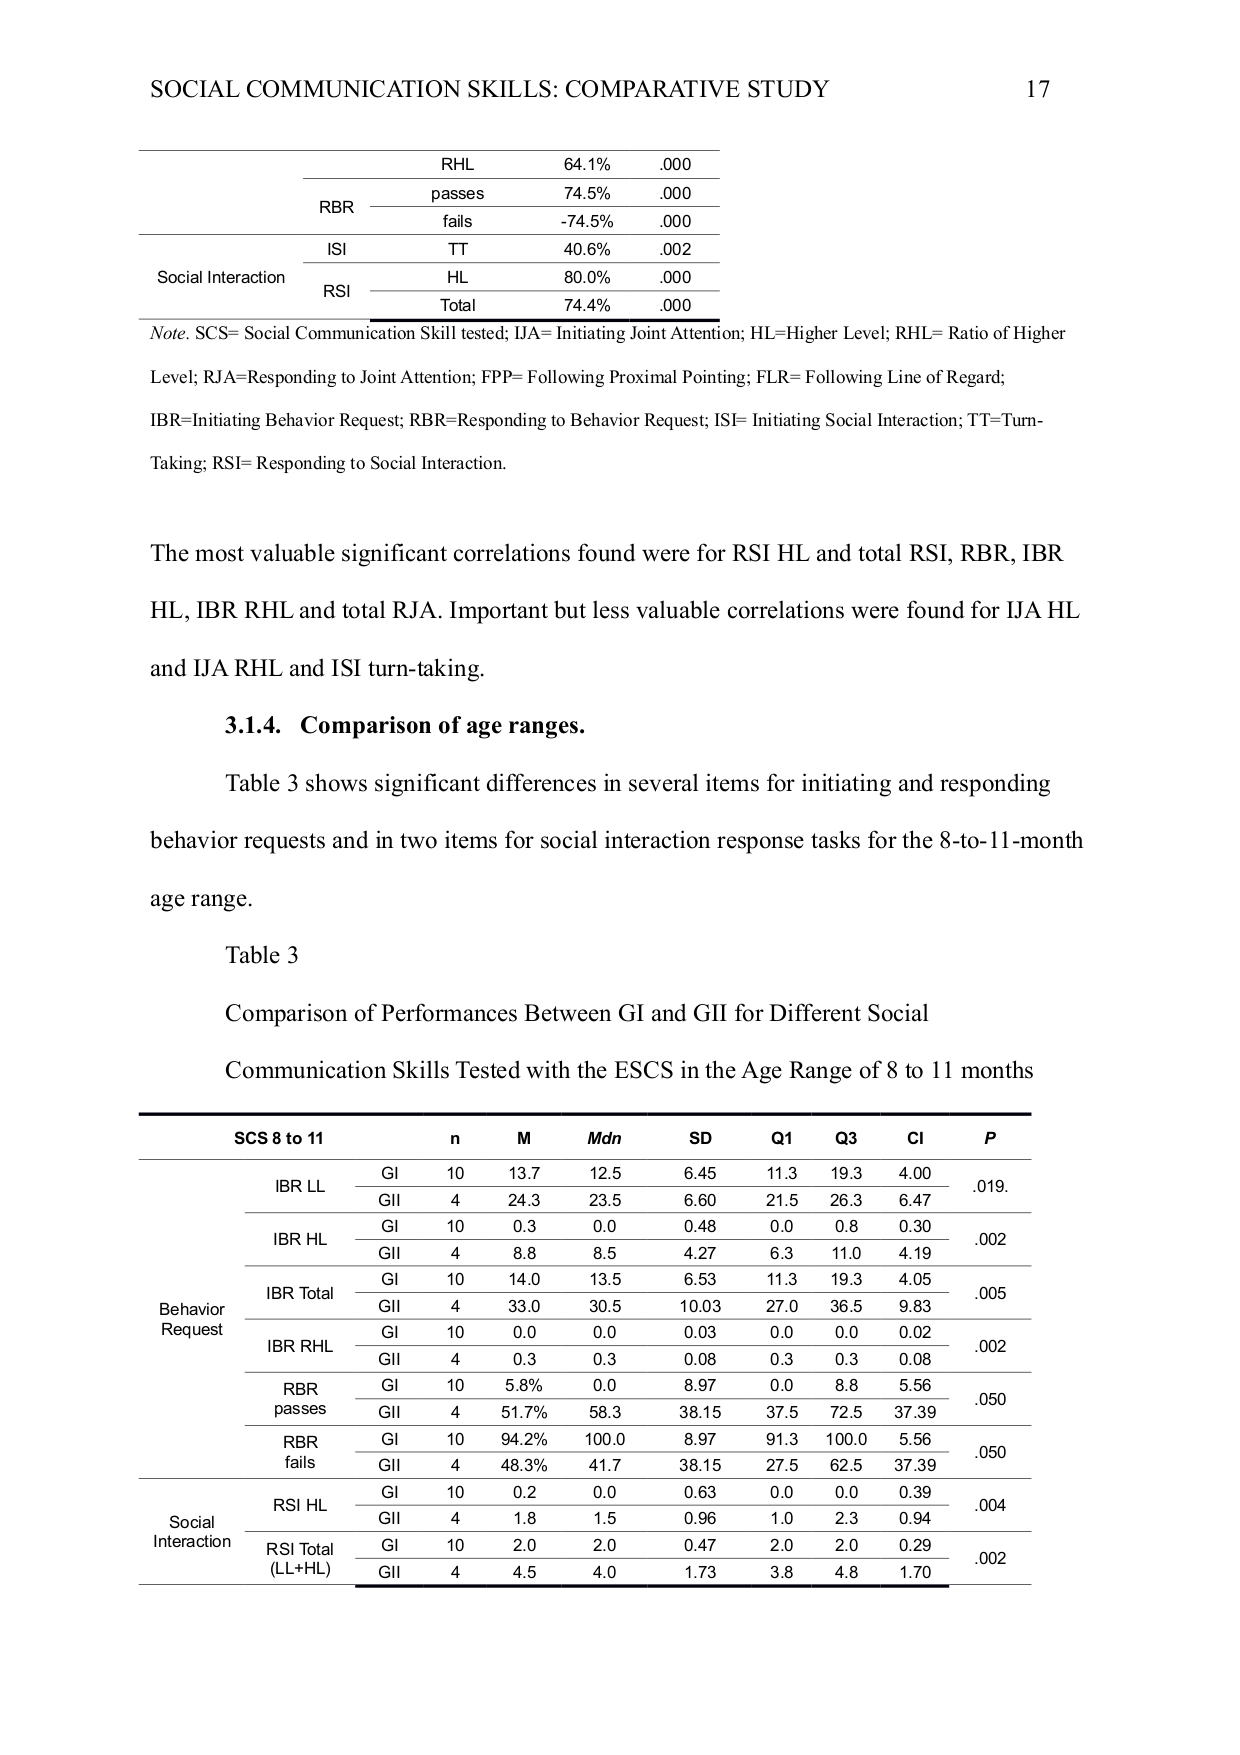 SOCIAL COMMUNICATION SKILLS: COMPARATIVE STUDY 17
RHL 64.1% .000
RBR passes 74.5% .000
fails -74.5% .000
Social Interaction ISI TT 40.6% .002
RSI HL 80.0% .000
Total 74.4% .000
Note. SCS= Social Communication Skill tested; IJA= Initiating Joint Attention; HL=Higher Level; RHL= Ratio of Higher
Level; RJA=Responding to Joint Attention; FPP= Following Proximal Pointing; FLR= Following Line of Regard;
IBR=Initiating Behavior Request; RBR=Responding to Behavior Request; ISI= Initiating Social Interaction; TT=Turn-
Taking; RSI= Responding to Social Interaction.
The most valuable significant correlations found were for RSI HL and total RSI, RBR, IBR
HL, IBR RHL and total RJA. Important but less valuable correlations were found for IJA HL
and IJA RHL and ISI turn-taking.
3.1.4. Comparison of age ranges.
Table 3 shows significant differences in several items for initiating and responding
behavior requests and in two items for social interaction response tasks for the 8-to-11-month
age range.
Table 3
Comparison of Performances Between GI and GII for Different Social
Communication Skills Tested with the ESCS in the Age Range of 8 to 11 months
SCS 8 to 11 n M Mdn SD Q1 Q3 CI P
Behavior Request IBR LL GI 10 13.7 12.5 6.45 11.3 19.3 4.00 .019.
GII 4 24.3 23.5 6.60 21.5 26.3 6.47
IBR HL GI 10 0.3 0.0 0.48 0.0 0.8 0.30 .002
GII 4 8.8 8.5 4.27 6.3 11.0 4.19
IBR Total GI 10 14.0 13.5 6.53 11.3 19.3 4.05 .005
GII 4 33.0 30.5 10.03 27.0 36.5 9.83
IBR RHL GI 10 0.0 0.0 0.03 0.0 0.0 0.02 .002
GII 4 0.3 0.3 0.08 0.3 0.3 0.08
RBR passes GI 10 5.8% 0.0 8.97 0.0 8.8 5.56 .050
GII 4 51.7% 58.3 38.15 37.5 72.5 37.39
RBR fails GI 10 94.2% 100.0 8.97 91.3 100.0 5.56 .050
GII 4 48.3% 41.7 38.15 27.5 62.5 37.39
Social Interaction RSI HL GI 10 0.2 0.0 0.63 0.0 0.0 0.39 .004
GII 4 1.8 1.5 0.96 1.0 2.3 0.94
RSI Total (LL+HL) GI 10 2.0 2.0 0.47 2.0 2.0 0.29 .002
GII 4 4.5 4.0 1.73 3.8 4.8 1.70